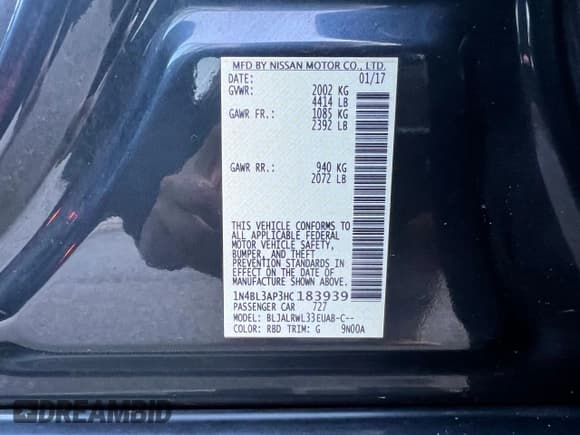 MFD BY NISSAN MOTOR CO., LTD.
DATE: 01/17
GVWR: 2002 KG
4414 LB
GAWR FR.: 1085 KG
2392 LB
GAWR RR.: 940 KG
2072 LB
THIS VEHICLE CONFORMS TO
ALL APPLICABLE FEDERAL
MOTOR VEHICLE SAFETY,
BUMPER, AND THEFT
PREVENTION STANDARDS IN
EFFECT ON THE DATE OF
MANUFACTURE SHOWN ABOVE.
1N4BL3AP3HC183939
PASSENGER CAR 727
MODEL: BLJALRWL33EUAB-C--
COLOR: RBD TRIM: G 9N00A
DREAMBID